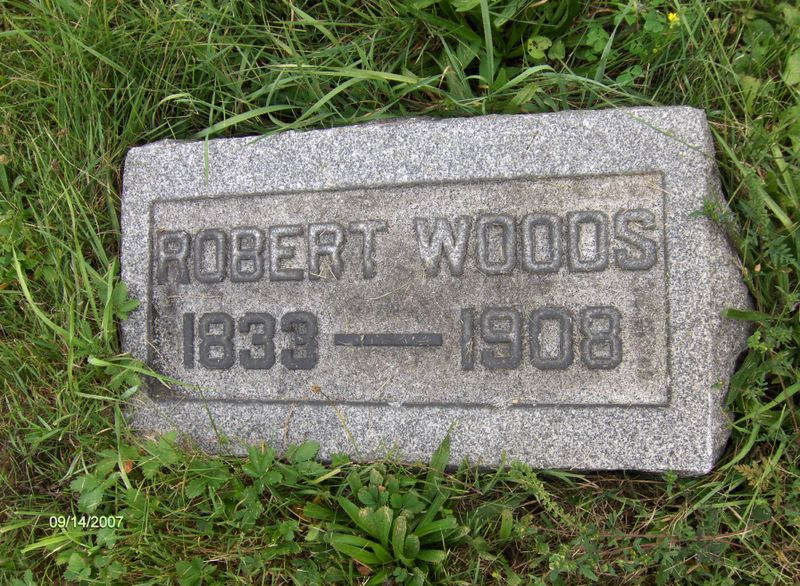 ROBERT WOODS
1833 — 1908
09/14/2007